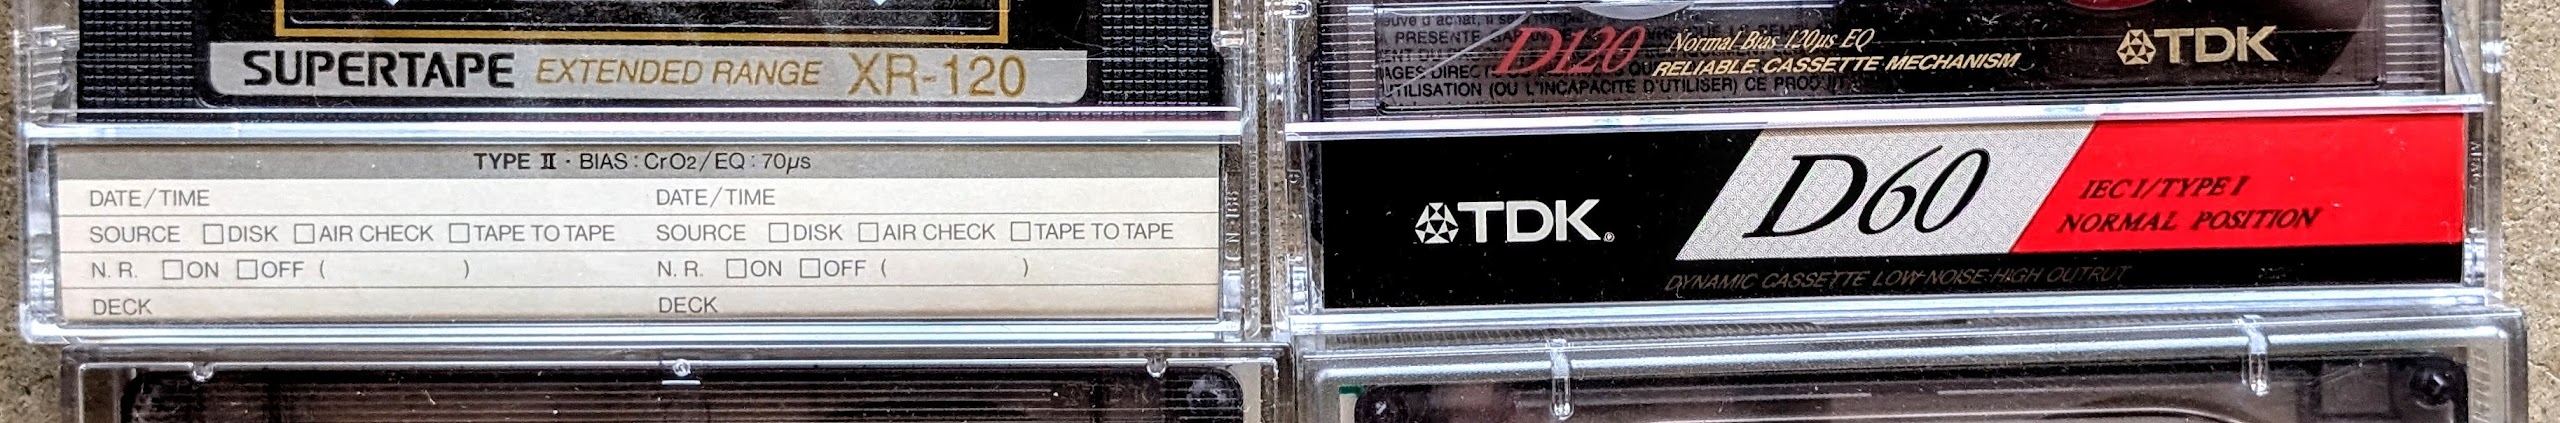 SUPERTAPE EXTENDED RANGE XR-120
TYPE II · BIAS : CrO2/EQ : 70µs
DATE/TIME DATE/TIME
SOURCE □DISK □AIR CHECK □TAPE TO TAPE SOURCE □DISK □AIR CHECK □TAPE TO TAPE
N. R. □ON □OFF ( ) N. R. □ON □OFF ( )
DECK DECK
PRESENTE
D120 Normal Bias 120µs EQ
RELIABLE CASSETTE MECHANISM
TDK
UTILISATION (OU L'INCAPACITE D'UTILISER) CE PRODUIT
TDK.
D60
IEC I/TYPE I
NORMAL POSITION
DYNAMIC CASSETTE LOW-NOISE-HIGH OUTPUT